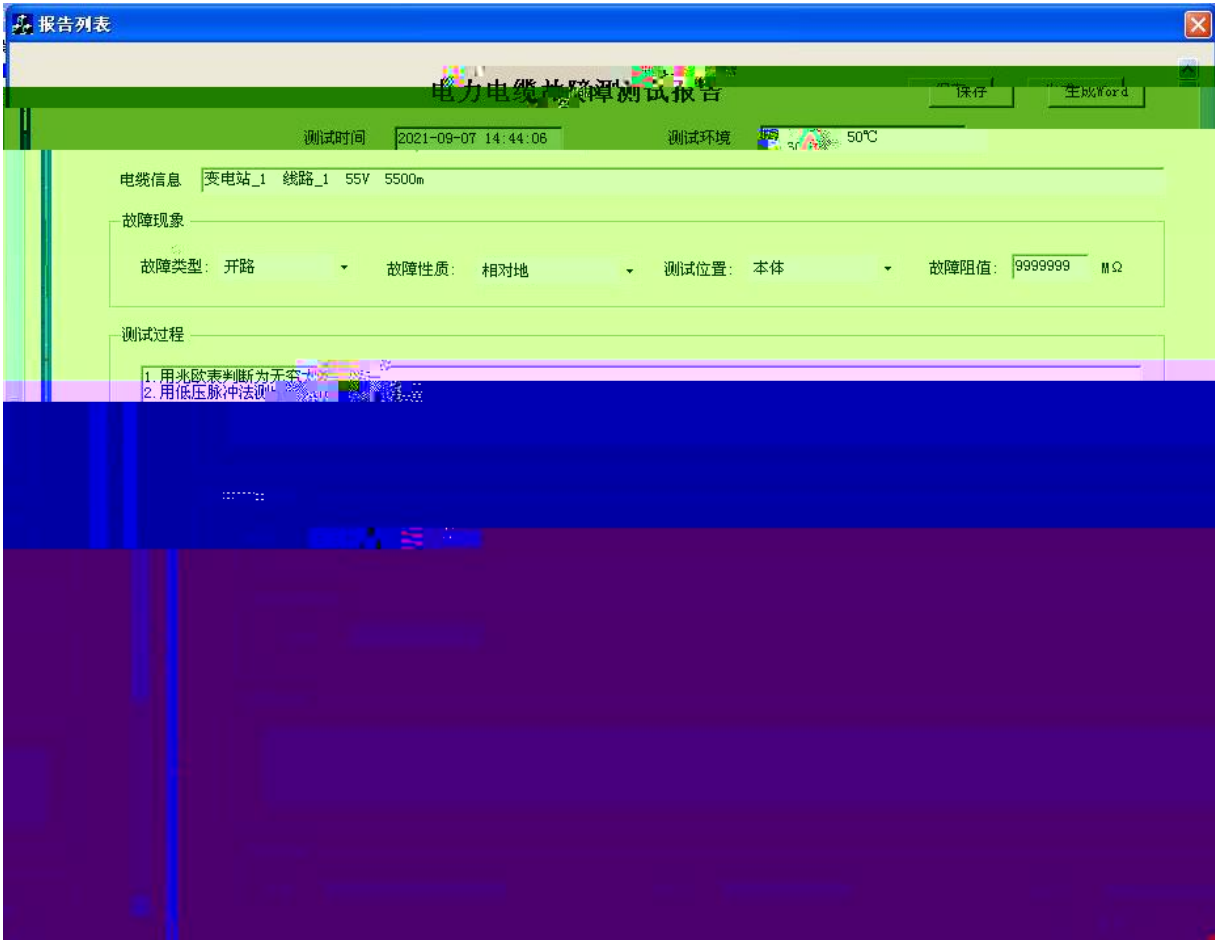 报告列表
电力电缆故障测试报告
保存 生成Word
测试时间 2021-09-07 14:44:06 测试环境 50℃
电缆信息 变电站_1 线路_1 55V 5500m
故障现象
故障类型: 开路 故障性质: 相对地 测试位置: 本体 故障阻值: 9999999 MΩ
测试过程
1.用兆欧表判断为无穷大
2.用低压脉冲法测